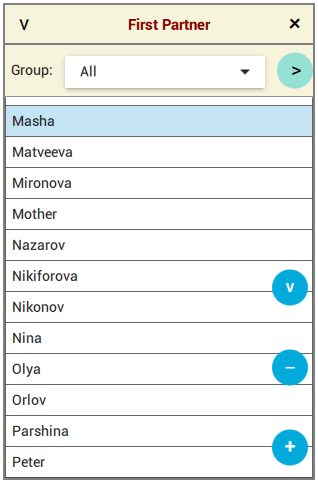 V First Partner ×
Group: All >
Masha
Matveeva
Mironova
Mother
Nazarov
Nikiforova
v
Nikonov
Nina
Olya
−
Orlov
Parshina
+
Peter